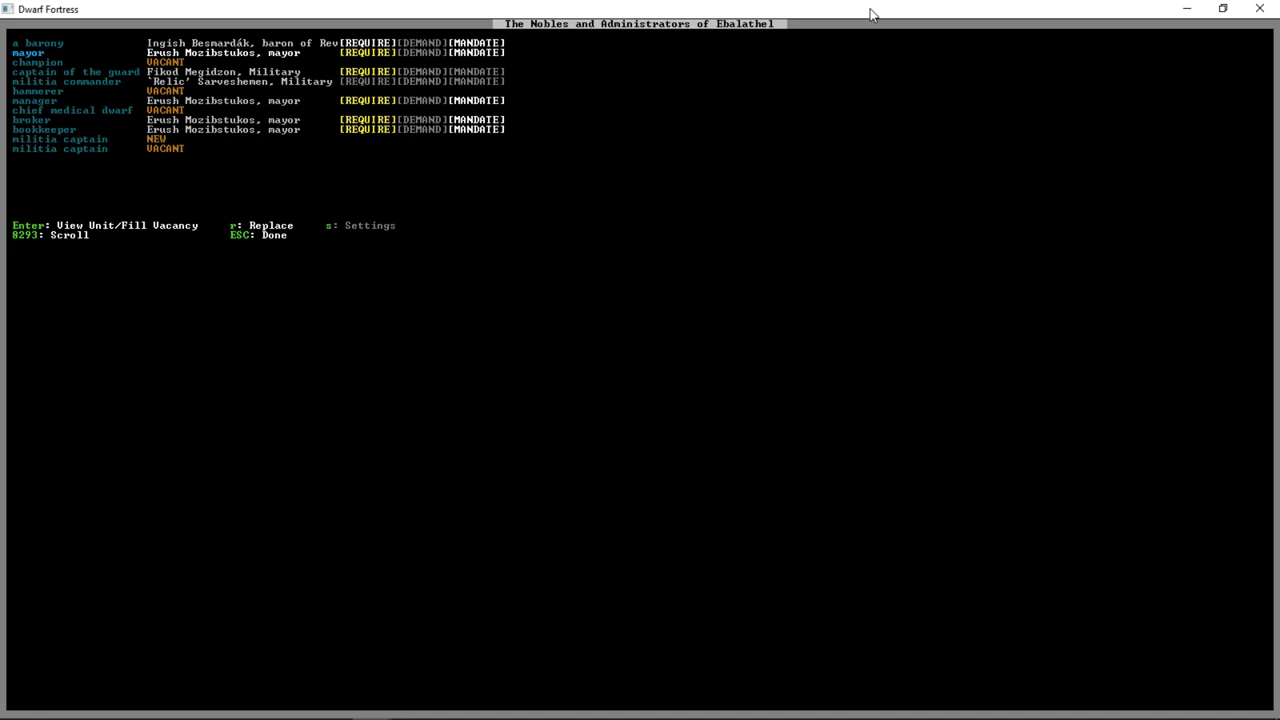 Dwarf Fortress
The Nobles and Administrators of Ebalathel
a barony Ingish Besmardák, baron of Rev[REQUIRE][DEMAND][MANDATE]
mayor Erush Mozibstukos, mayor [REQUIRE][DEMAND][MANDATE]
champion VACANT
captain of the guard Fikod Megidzon, Military [REQUIRE][DEMAND][MANDATE]
militia commander `Relic' Sarveshemen, Military [REQUIRE][DEMAND][MANDATE]
hammerer VACANT
manager Erush Mozibstukos, mayor [REQUIRE][DEMAND][MANDATE]
chief medical dwarf VACANT
broker Erush Mozibstukos, mayor [REQUIRE][DEMAND][MANDATE]
bookkeeper Erush Mozibstukos, mayor [REQUIRE][DEMAND][MANDATE]
militia captain NEW
militia captain VACANT
Enter: View Unit/Fill Vacancy r: Replace s: Settings
8293: Scroll ESC: Done